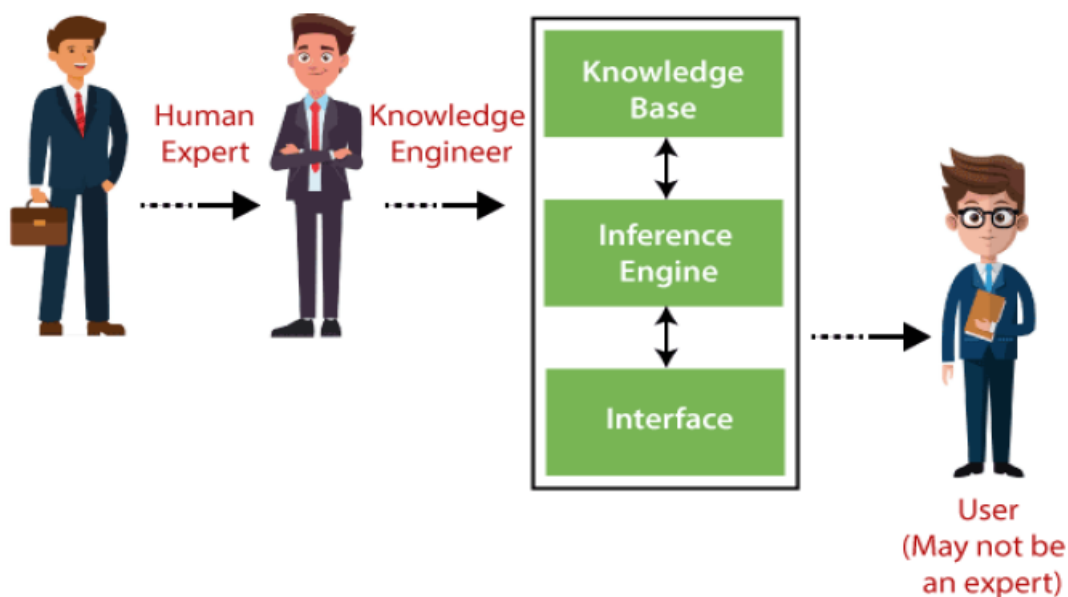 Human
Expert
Knowledge
Engineer
Knowledge
Base
Inference
Engine
Interface
User
(May not be
an expert)